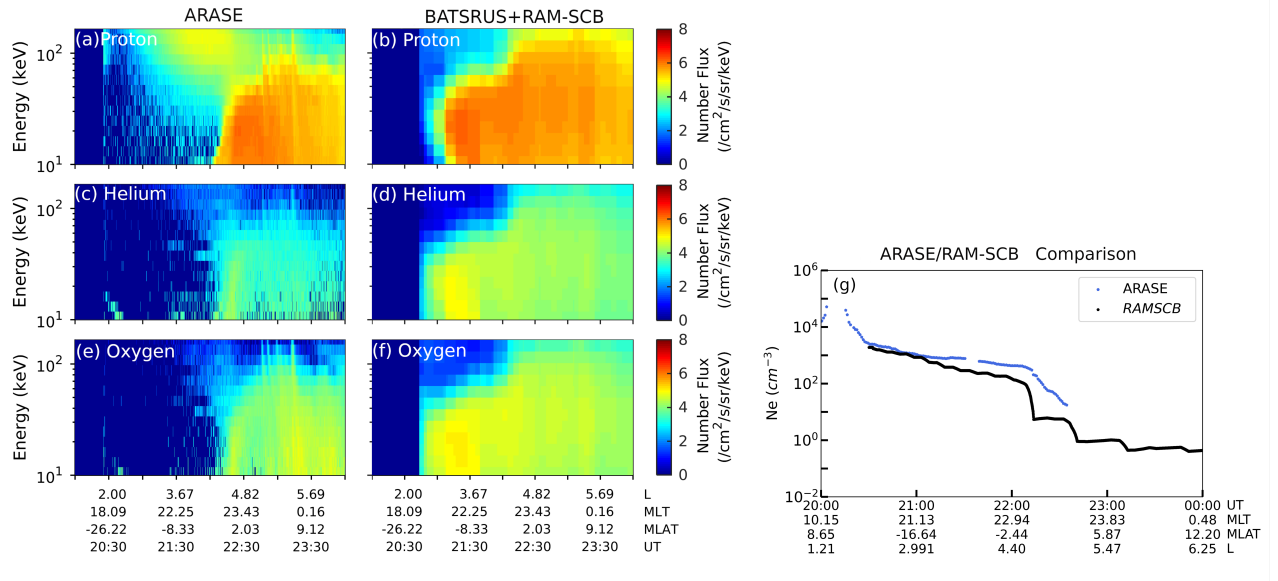 ARASE
BATSRUS+RAM-SCB
(a)Proton
(b) Proton
Energy (keV)
10²
10¹
8
6
4
2
0
Number Flux
(/cm²/s/sr/keV)
(c) Helium
(d) Helium
Energy (keV)
10²
10¹
8
6
4
2
0
Number Flux
(/cm²/s/sr/keV)
(e) Oxygen
(f) Oxygen
Energy (keV)
10²
10¹
8
6
4
2
0
Number Flux
(/cm²/s/sr/keV)
2.00 3.67 4.82 5.69 2.00 3.67 4.82 5.69 L
18.09 22.25 23.43 0.16 18.09 22.25 23.43 0.16 MLT
-26.22 -8.33 2.03 9.12 -26.22 -8.33 2.03 9.12 MLAT
20:30 21:30 22:30 23:30 20:30 21:30 22:30 23:30 UT
ARASE/RAM-SCB Comparison
(g)
ARASE
RAMSCB
Ne (cm⁻³)
10⁶
10⁴
10²
10⁰
10⁻²
20:00 21:00 22:00 23:00 00:00 UT
10.15 21.13 22.94 23.83 0.48 MLT
8.65 -16.64 -2.44 5.87 12.20 MLAT
1.21 2.991 4.40 5.47 6.25 L